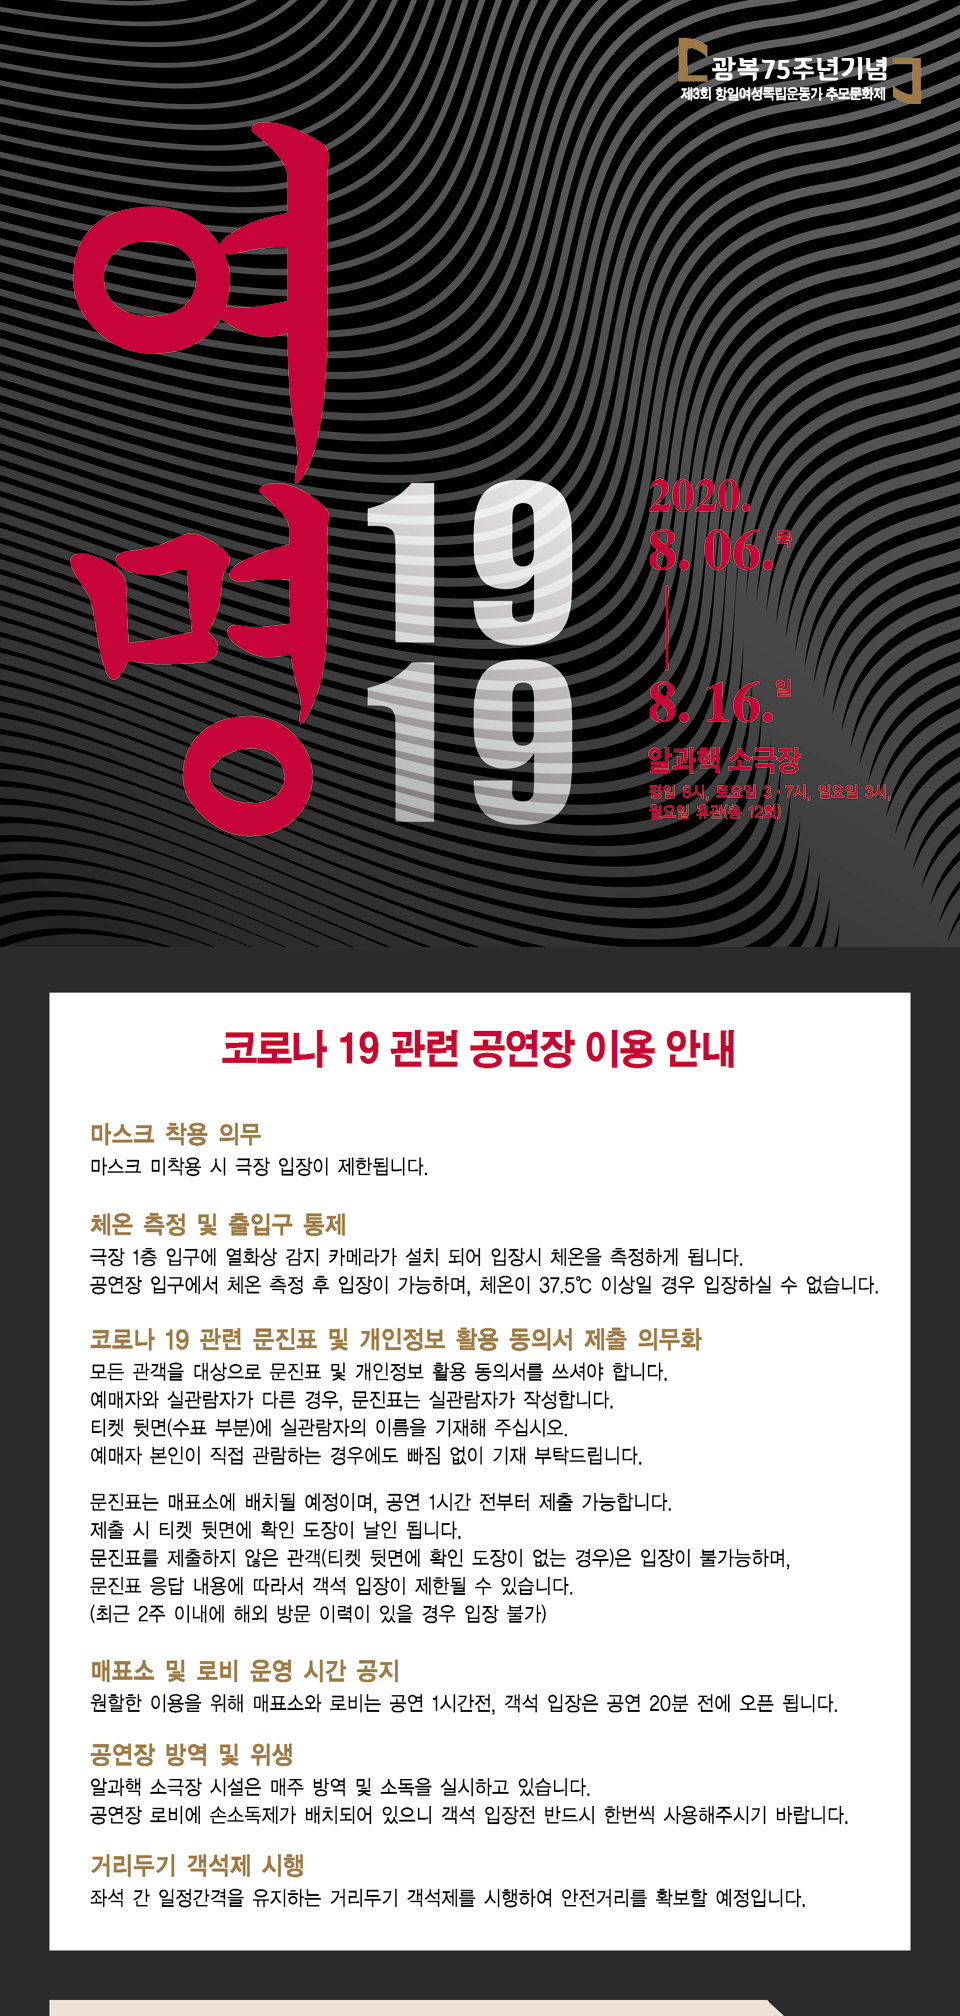 광복75주년기념
제3회 항일여성독립운동가 추모문화제
여명
19
19
2020.
8. 06.목
8. 16.일
알과핵 소극장
평일 8시, 토요일 3·7시, 일요일 3시,
월요일 휴관(총 12회)
코로나 19 관련 공연장 이용 안내
마스크 착용 의무
마스크 미착용 시 극장 입장이 제한됩니다.
체온 측정 및 출입구 통제
극장 1층 입구에 열화상 감지 카메라가 설치 되어 입장시 체온을 측정하게 됩니다.
공연장 입구에서 체온 측정 후 입장이 가능하며, 체온이 37.5℃ 이상일 경우 입장하실 수 없습니다.
코로나 19 관련 문진표 및 개인정보 활용 동의서 제출 의무화
모든 관객을 대상으로 문진표 및 개인정보 활용 동의서를 쓰셔야 합니다.
예매자와 실관람자가 다른 경우, 문진표는 실관람자가 작성합니다.
티켓 뒷면(수표 부분)에 실관람자의 이름을 기재해 주십시오.
예매자 본인이 직접 관람하는 경우에도 빠짐 없이 기재 부탁드립니다.
문진표는 매표소에 배치될 예정이며, 공연 1시간 전부터 제출 가능합니다.
제출 시 티켓 뒷면에 확인 도장이 날인 됩니다.
문진표를 제출하지 않은 관객(티켓 뒷면에 확인 도장이 없는 경우)은 입장이 불가능하며,
문진표 응답 내용에 따라서 객석 입장이 제한될 수 있습니다.
(최근 2주 이내에 해외 방문 이력이 있을 경우 입장 불가)
매표소 및 로비 운영 시간 공지
원할한 이용을 위해 매표소와 로비는 공연 1시간전, 객석 입장은 공연 20분 전에 오픈 됩니다.
공연장 방역 및 위생
알과핵 소극장 시설은 매주 방역 및 소독을 실시하고 있습니다.
공연장 로비에 손소독제가 배치되어 있으니 객석 입장전 반드시 한번씩 사용해주시기 바랍니다.
거리두기 객석제 시행
좌석 간 일정간격을 유지하는 거리두기 객석제를 시행하여 안전거리를 확보할 예정입니다.